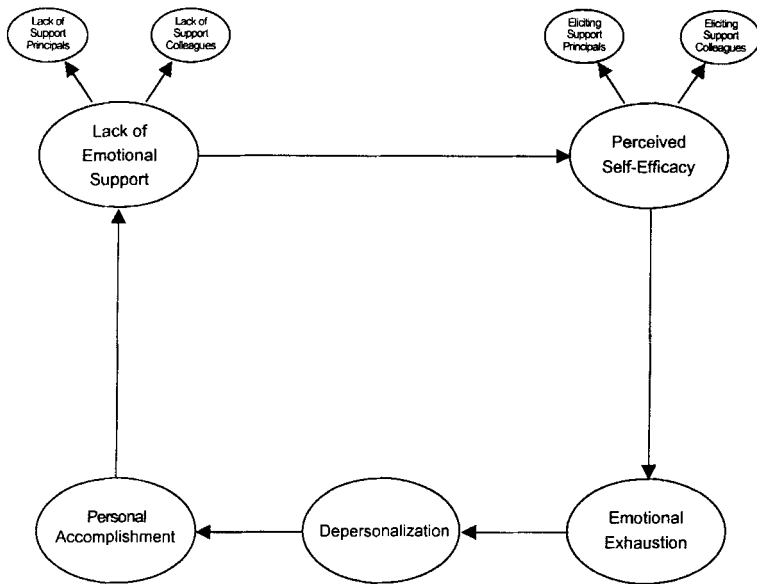 Lack of
Support
Principals
Lack of
Support
Colleagues
Eliciting
Support
Principals
Eliciting
Support
Colleagues
Lack of
Emotional
Support
Perceived
Self-Efficacy
Personal
Accomplishment
Depersonalization
Emotional
Exhaustion